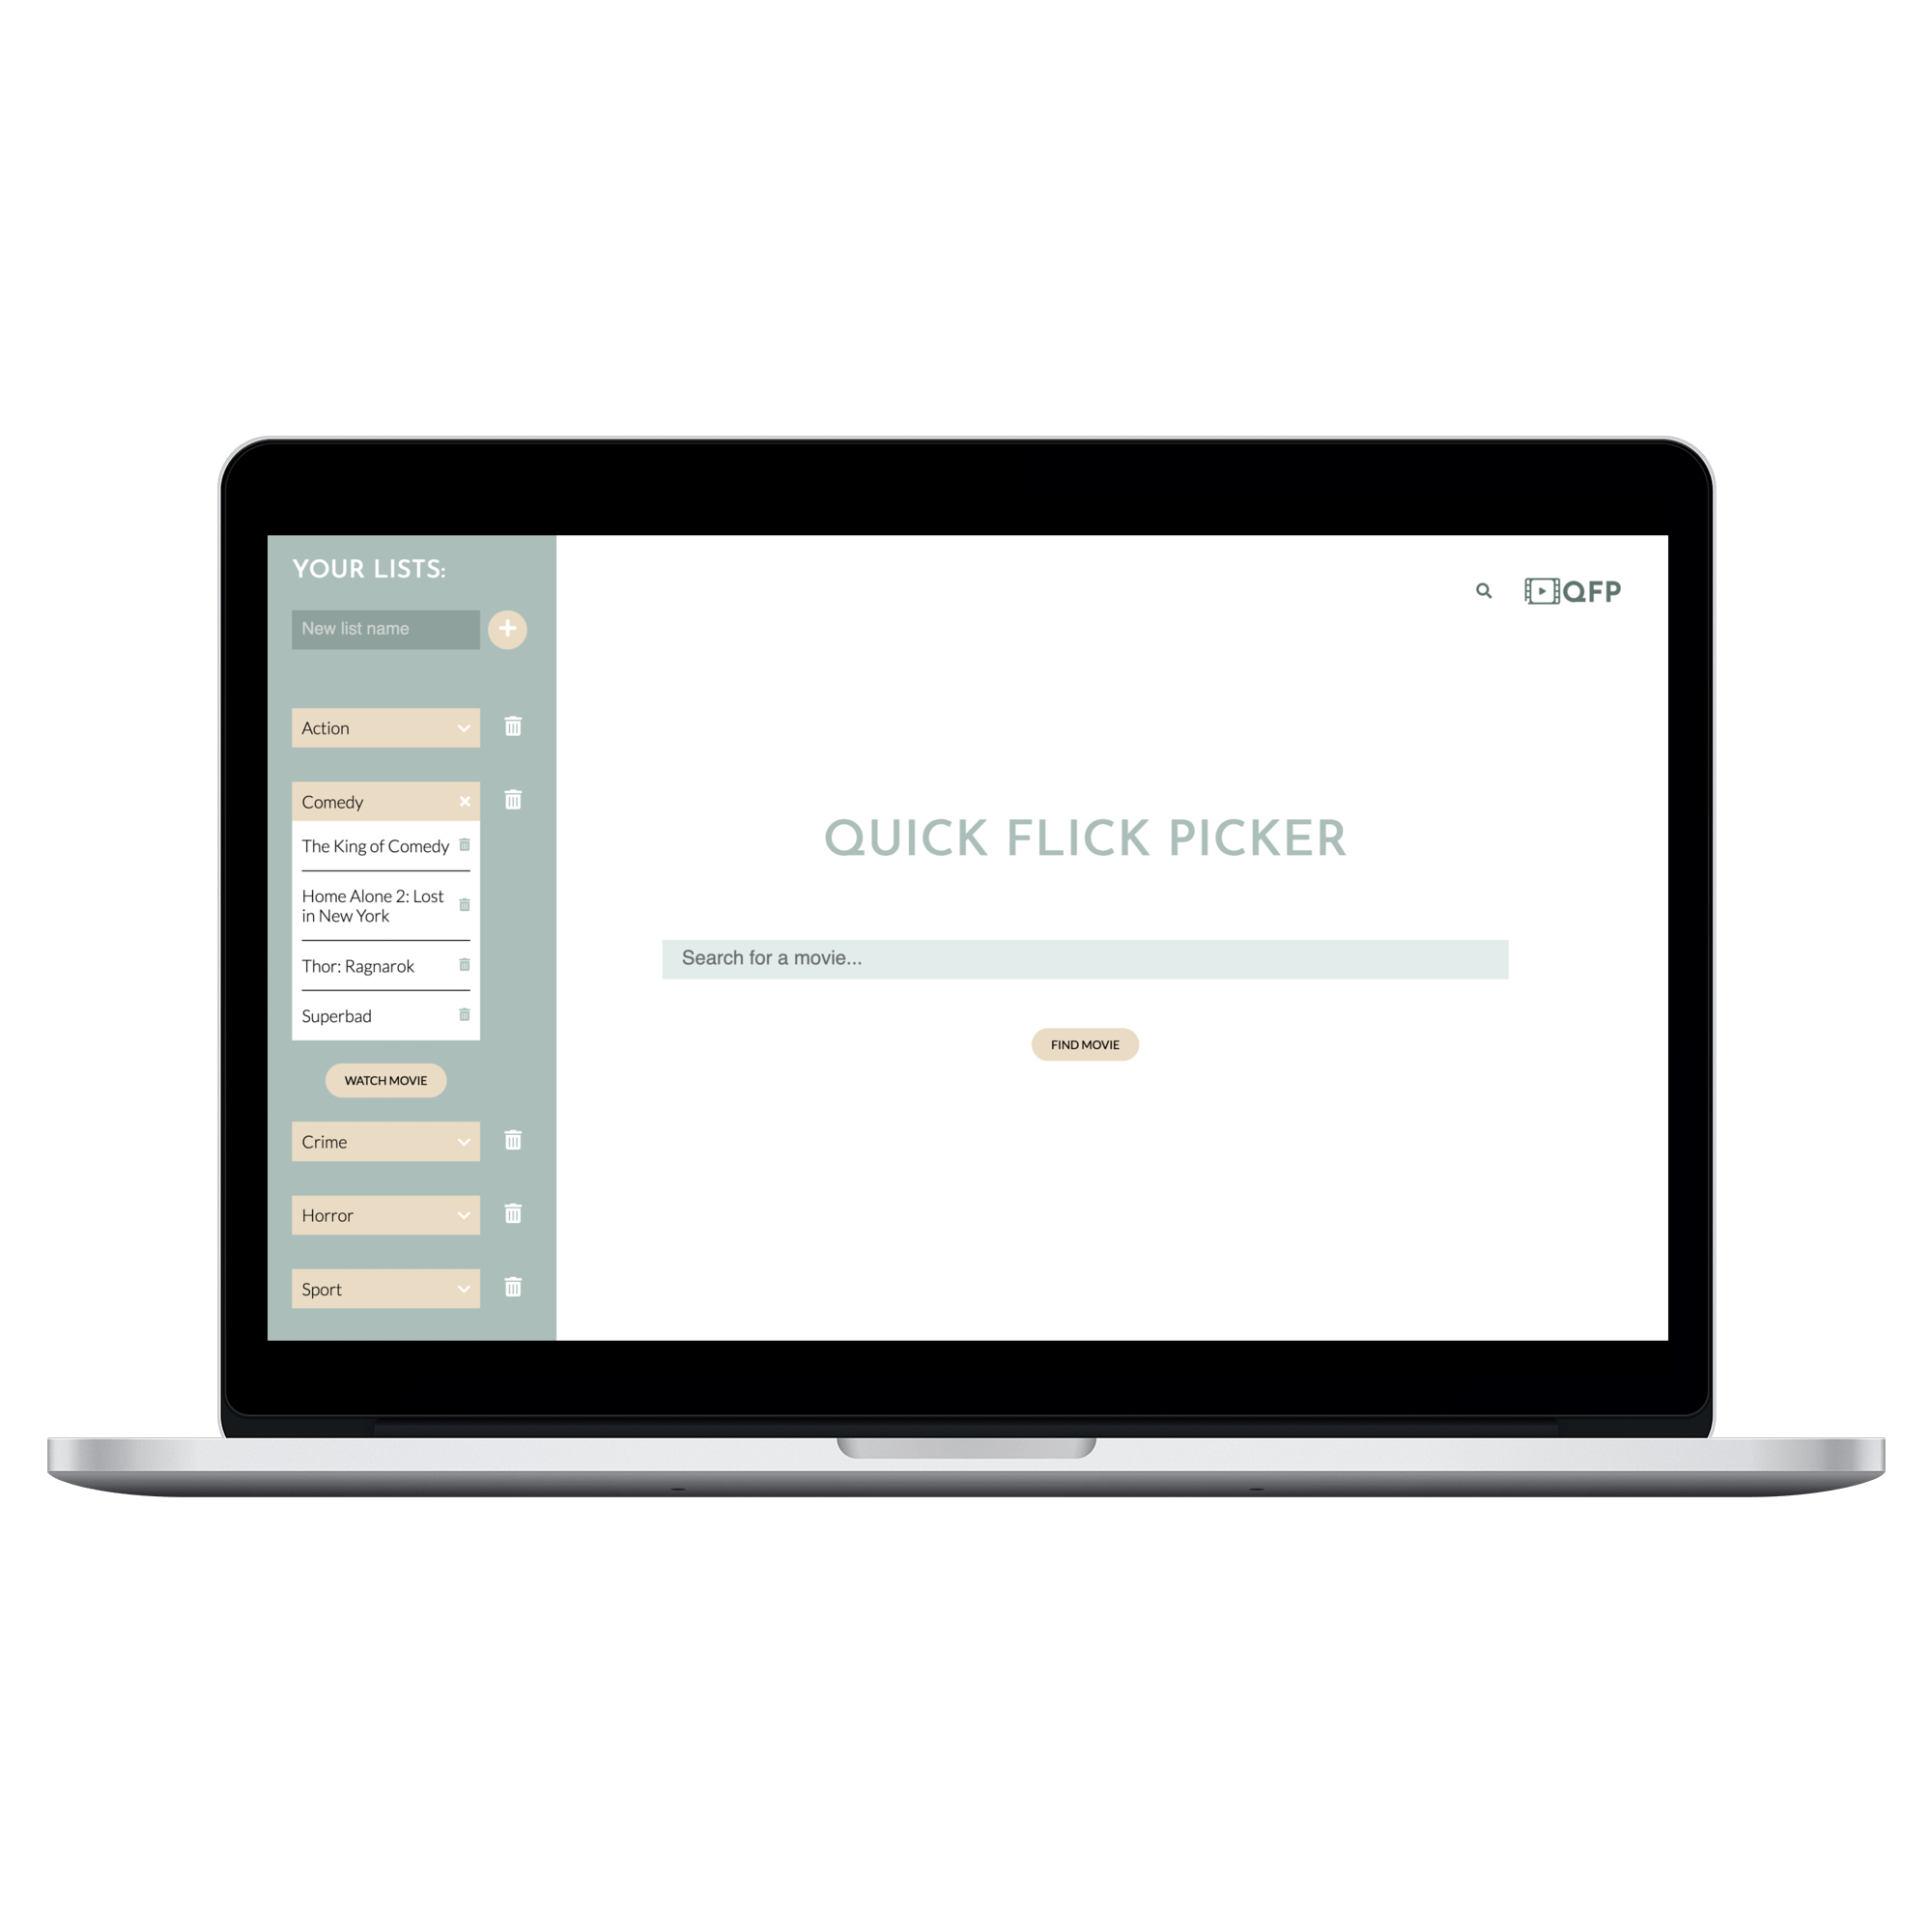 YOUR LISTS:
New list name
Action
Comedy
The King of Comedy
Home Alone 2: Lost
in New York
Thor: Ragnarok
Superbad
WATCH MOVIE
Crime
Horror
Sport
QFP
QUICK FLICK PICKER
Search for a movie...
FIND MOVIE